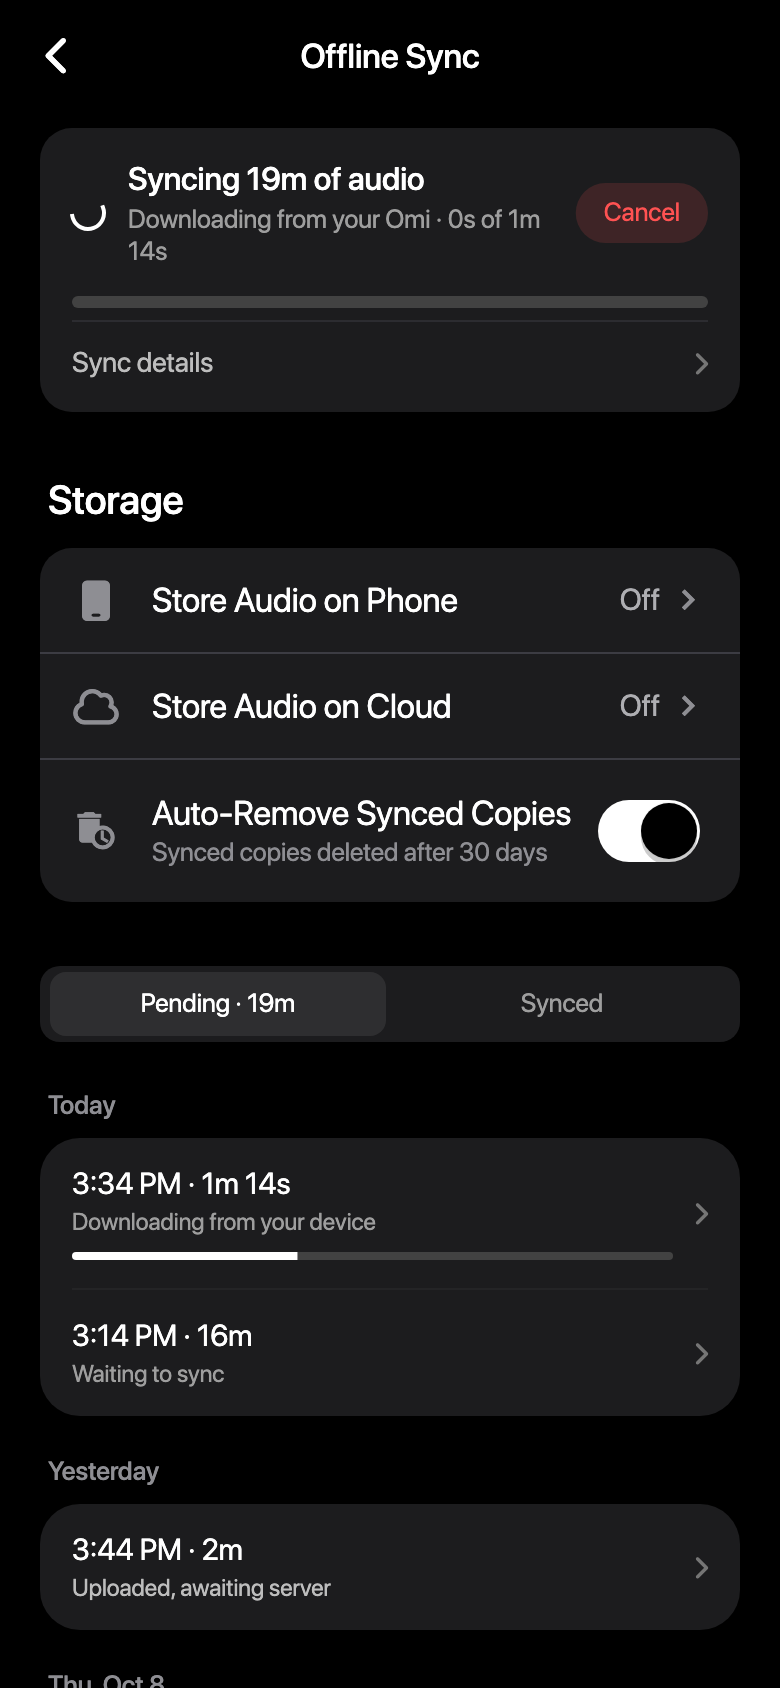 Offline Sync
Syncing 19m of audio
Downloading from your Omi · 0s of 1m
14s
Cancel
Sync details
Storage
Store Audio on Phone
Off
Store Audio on Cloud
Off
Auto-Remove Synced Copies
Synced copies deleted after 30 days
Pending · 19m
Synced
Today
3:34 PM · 1m 14s
Downloading from your device
3:14 PM · 16m
Waiting to sync
Yesterday
3:44 PM · 2m
Uploaded, awaiting server
Thu, Oct 8